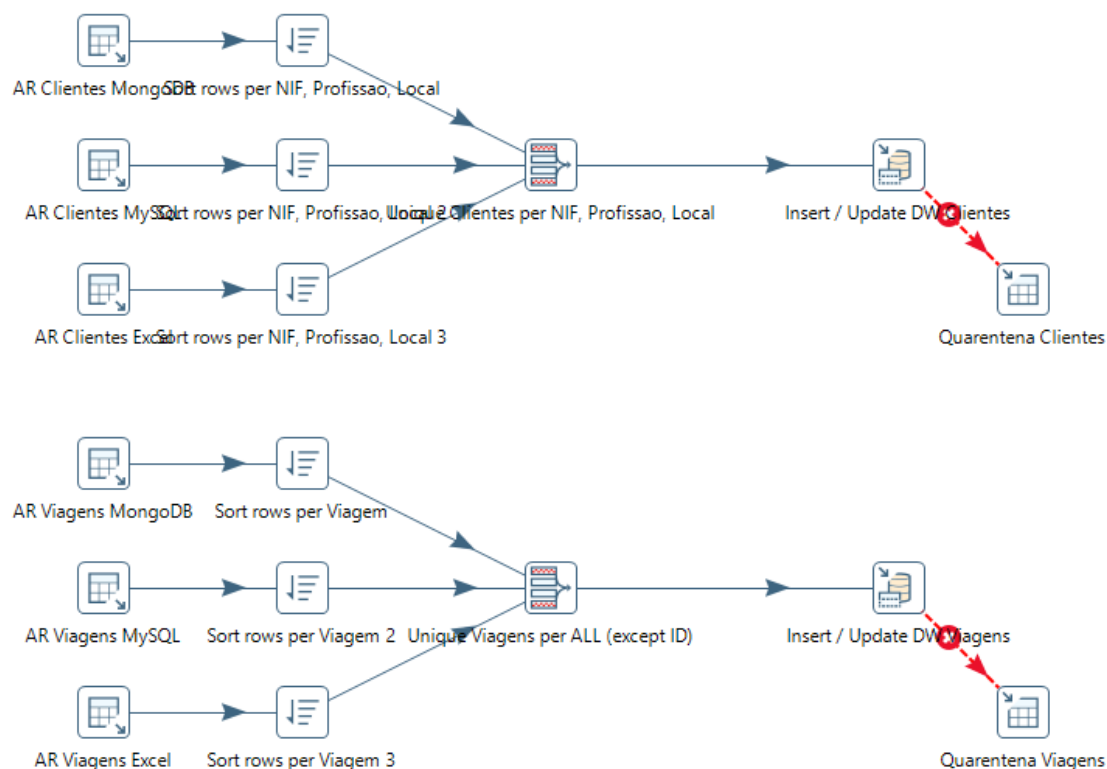 AR Clientes MongoDB
Sort rows per NIF, Profissao, Local
AR Clientes MySQL
Sort rows per NIF, Profissao, Local 2
Unique Clientes per NIF, Profissao, Local
Insert / Update DW Clientes
AR Clientes Excel
Sort rows per NIF, Profissao, Local 3
Quarentena Clientes
AR Viagens MongoDB
Sort rows per Viagem
AR Viagens MySQL
Sort rows per Viagem 2
Unique Viagens per ALL (except ID)
Insert / Update DW Viagens
AR Viagens Excel
Sort rows per Viagem 3
Quarentena Viagens